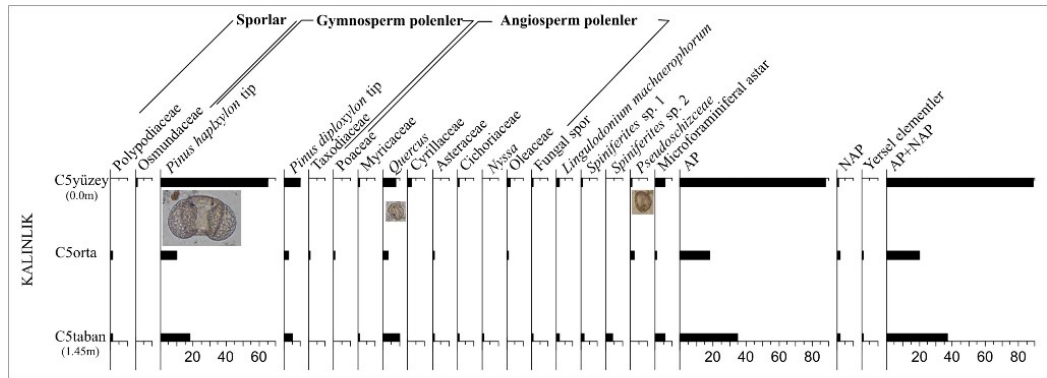 Sporlar
Gymnosperm polenler
Angiosperm polenler
Polypodiaceae
Osmundaceae
Pinus haplxylon tip
Pinus diploxylon tip
Taxodiaceae
Poaceae
Myricaceae
Quercus
Cyrillaceae
Asteraceae
Cichoriaceae
Nyssa
Oleaceae
Fungal spor
Lingulodonium machaerophorum
Spiniferites sp. 1
Spiniferites sp. 2
Pseudoschizceae
Microforaminiferal astar
AP
NAP
Yersel elementler
AP+NAP
KALINLIK
C5yüzey
(0.0m)
C5orta
C5taban
(1.45m)
20 40 60
20 40 60 80
20 40 60 80